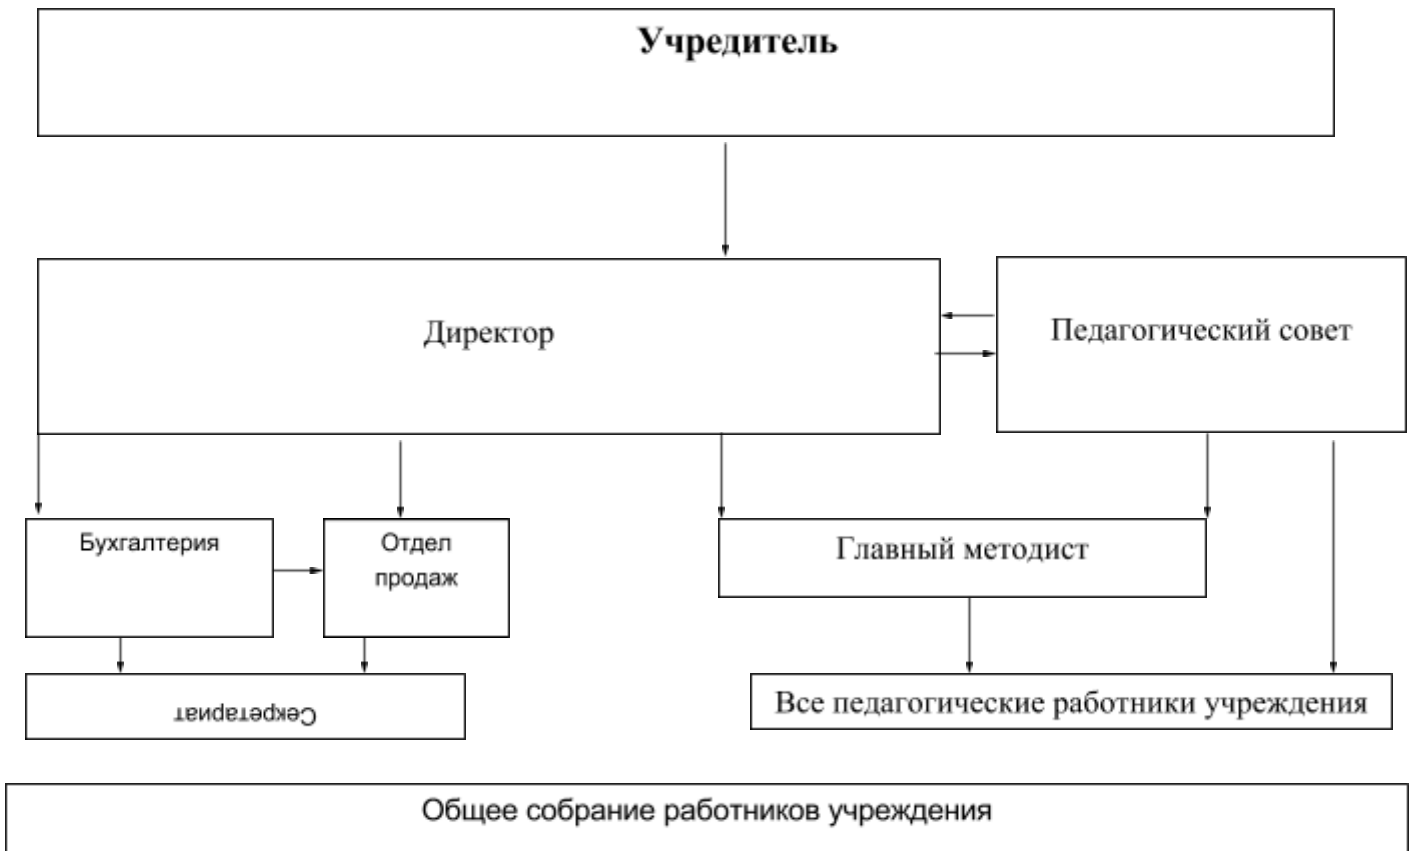 Учредитель
Директор
Педагогический совет
Бухгалтерия
Отдел
продаж
Главный методист
Секретариат
Все педагогические работники учреждения
Общее собрание работников учреждения